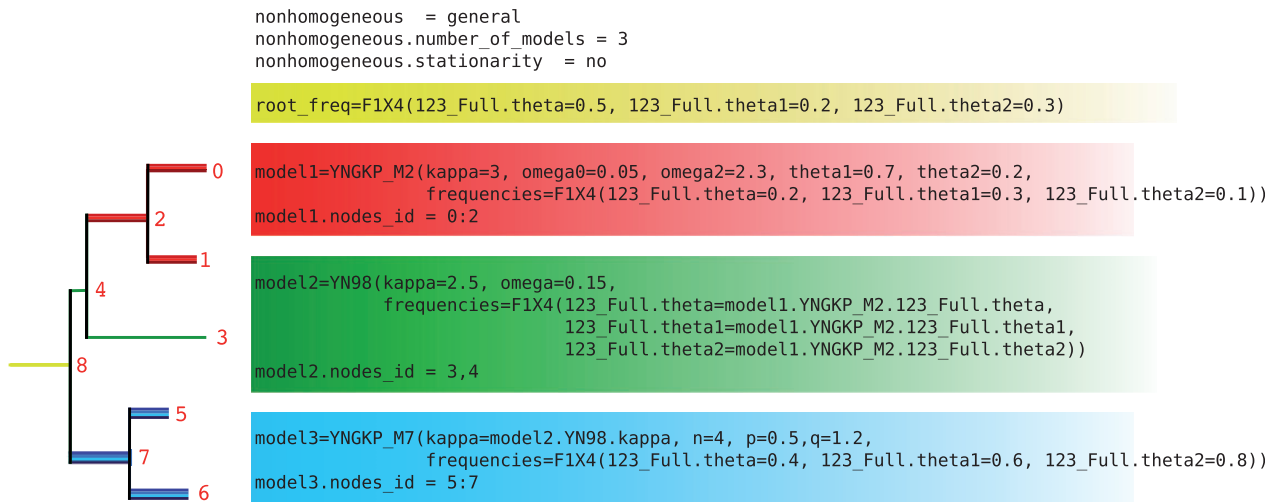 nonhomogeneous  = general
nonhomogeneous.number_of_models = 3
nonhomogeneous.stationarity  = no
root_freq=F1X4(123_Full.theta=0.5, 123_Full.theta1=0.2, 123_Full.theta2=0.3)
model1=YNGKP_M2(kappa=3, omega0=0.05, omega2=2.3, theta1=0.7, theta2=0.2,
frequencies=F1X4(123_Full.theta=0.2, 123_Full.theta1=0.3, 123_Full.theta2=0.1))
model1.nodes_id = 0:2
model2=YN98(kappa=2.5, omega=0.15,
frequencies=F1X4(123_Full.theta=model1.YNGKP_M2.123_Full.theta,
123_Full.theta1=model1.YNGKP_M2.123_Full.theta1,
123_Full.theta2=model1.YNGKP_M2.123_Full.theta2))
model2.nodes_id = 3,4
model3=YNGKP_M7(kappa=model2.YN98.kappa, n=4, p=0.5,q=1.2,
frequencies=F1X4(123_Full.theta=0.4, 123_Full.theta1=0.6, 123_Full.theta2=0.8))
model3.nodes_id = 5:7
0
2
1
4
3
8
5
7
6